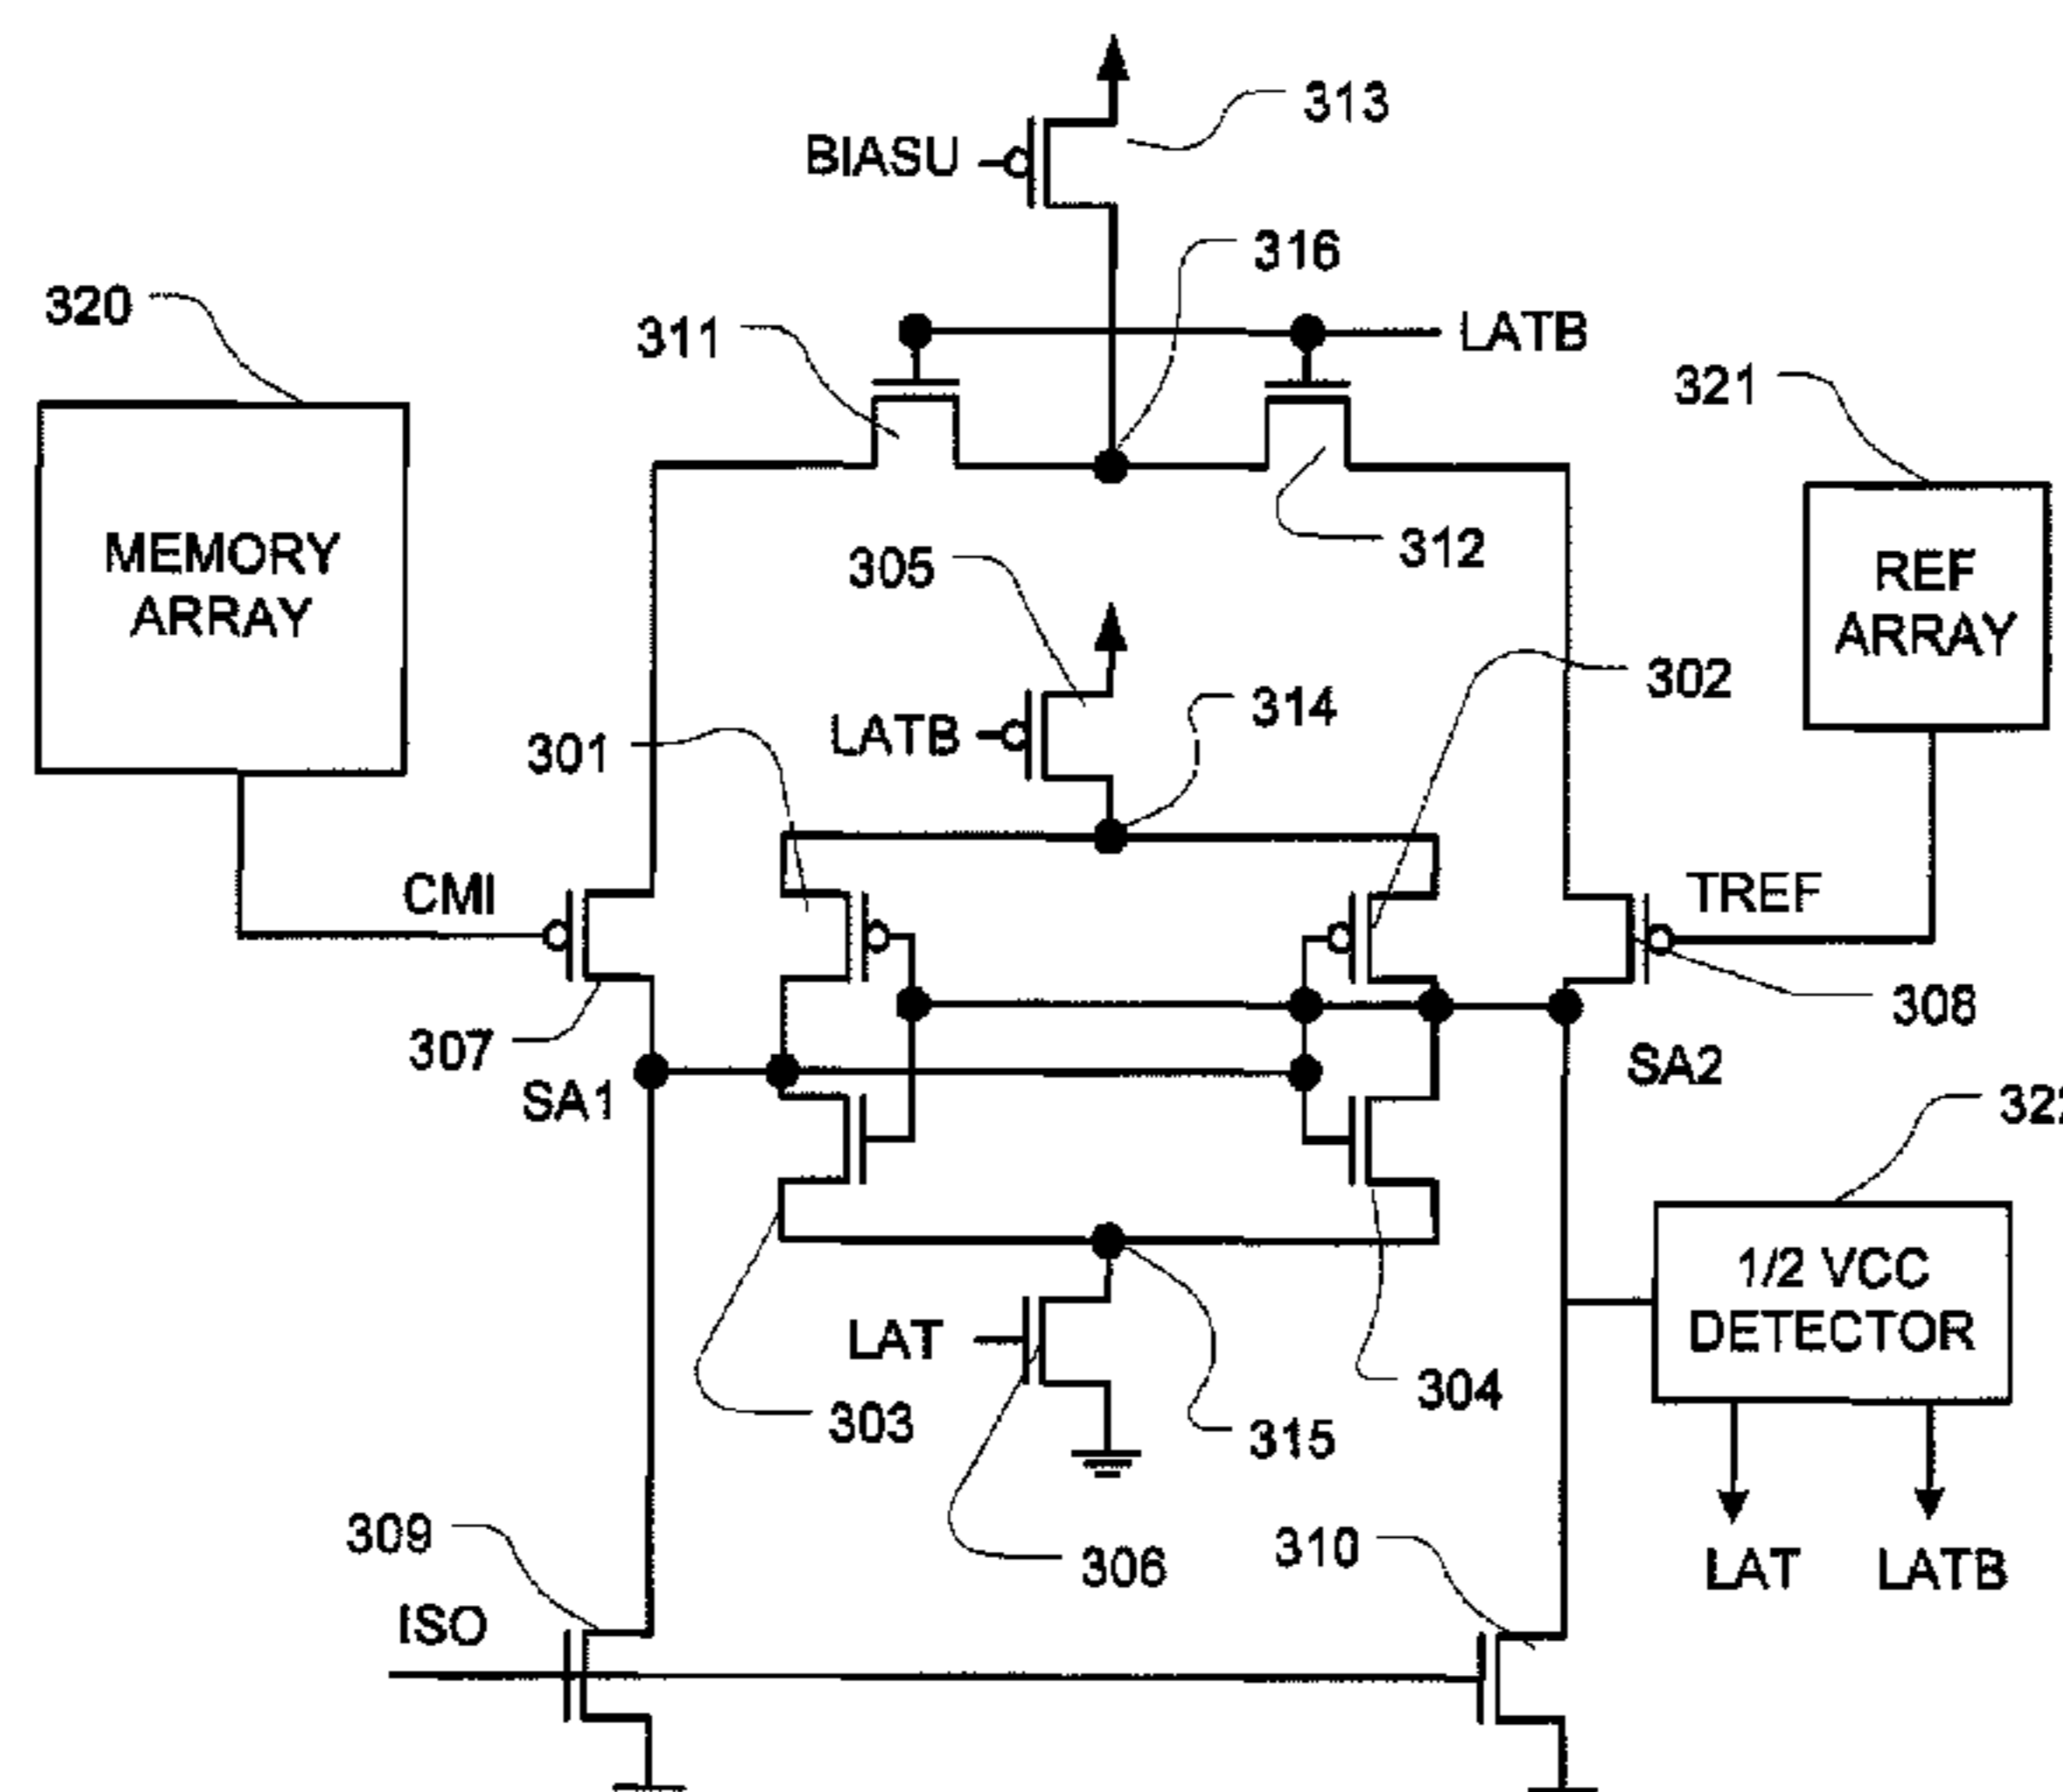 313
BIASU
316
320
311
LATB
321
MEMORY
ARRAY
312
305
REF
ARRAY
302
314
LATB
301
CMI
TREF
308
307
SA2
SA1
322
1/2 VCC
DETECTOR
LAT
304
303
315
309
310
306
LAT
LATB
ISO